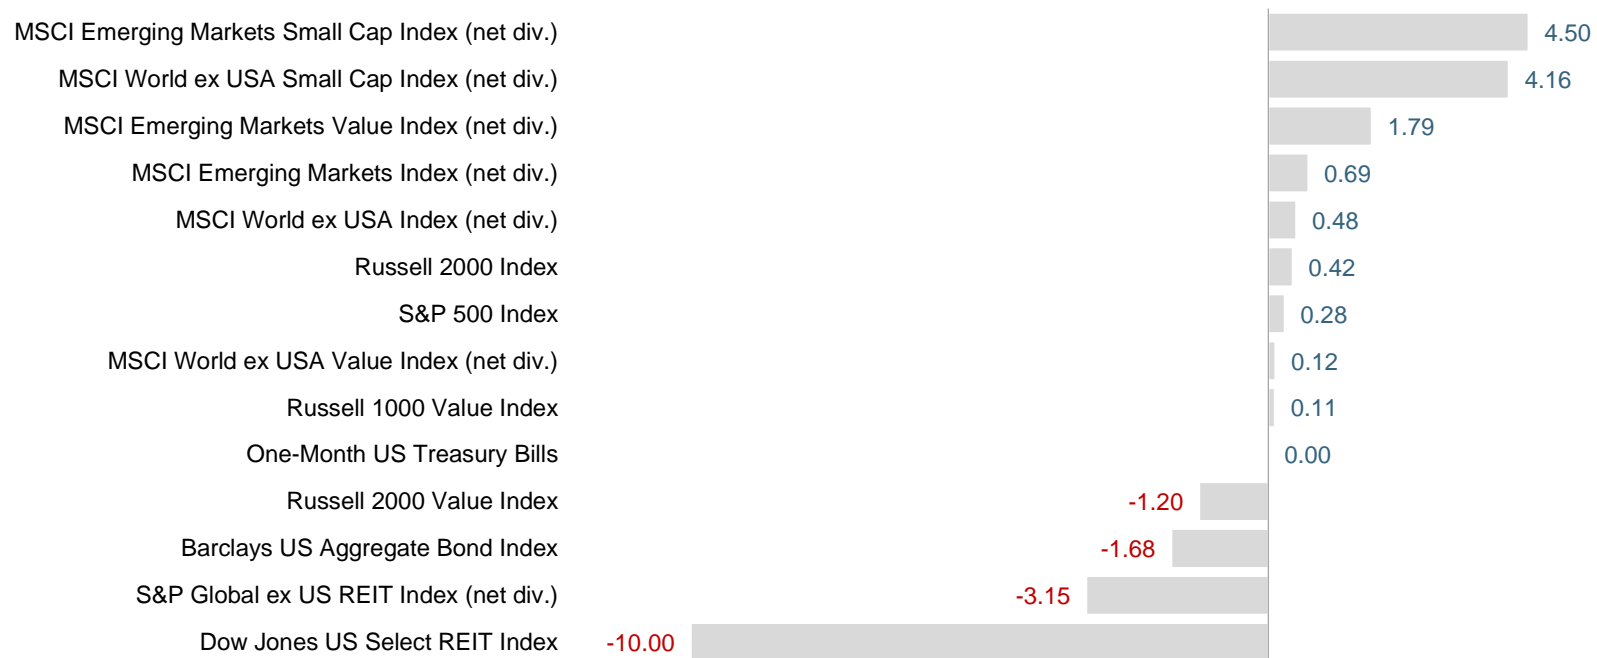 MSCI Emerging Markets Small Cap Index (net div.) 4.50
MSCI World ex USA Small Cap Index (net div.) 4.16
MSCI Emerging Markets Value Index (net div.) 1.79
MSCI Emerging Markets Index (net div.) 0.69
MSCI World ex USA Index (net div.) 0.48
Russell 2000 Index 0.42
S&P 500 Index 0.28
MSCI World ex USA Value Index (net div.) 0.12
Russell 1000 Value Index 0.11
One-Month US Treasury Bills 0.00
Russell 2000 Value Index -1.20
Barclays US Aggregate Bond Index -1.68
S&P Global ex US REIT Index (net div.) -3.15
Dow Jones US Select REIT Index -10.00